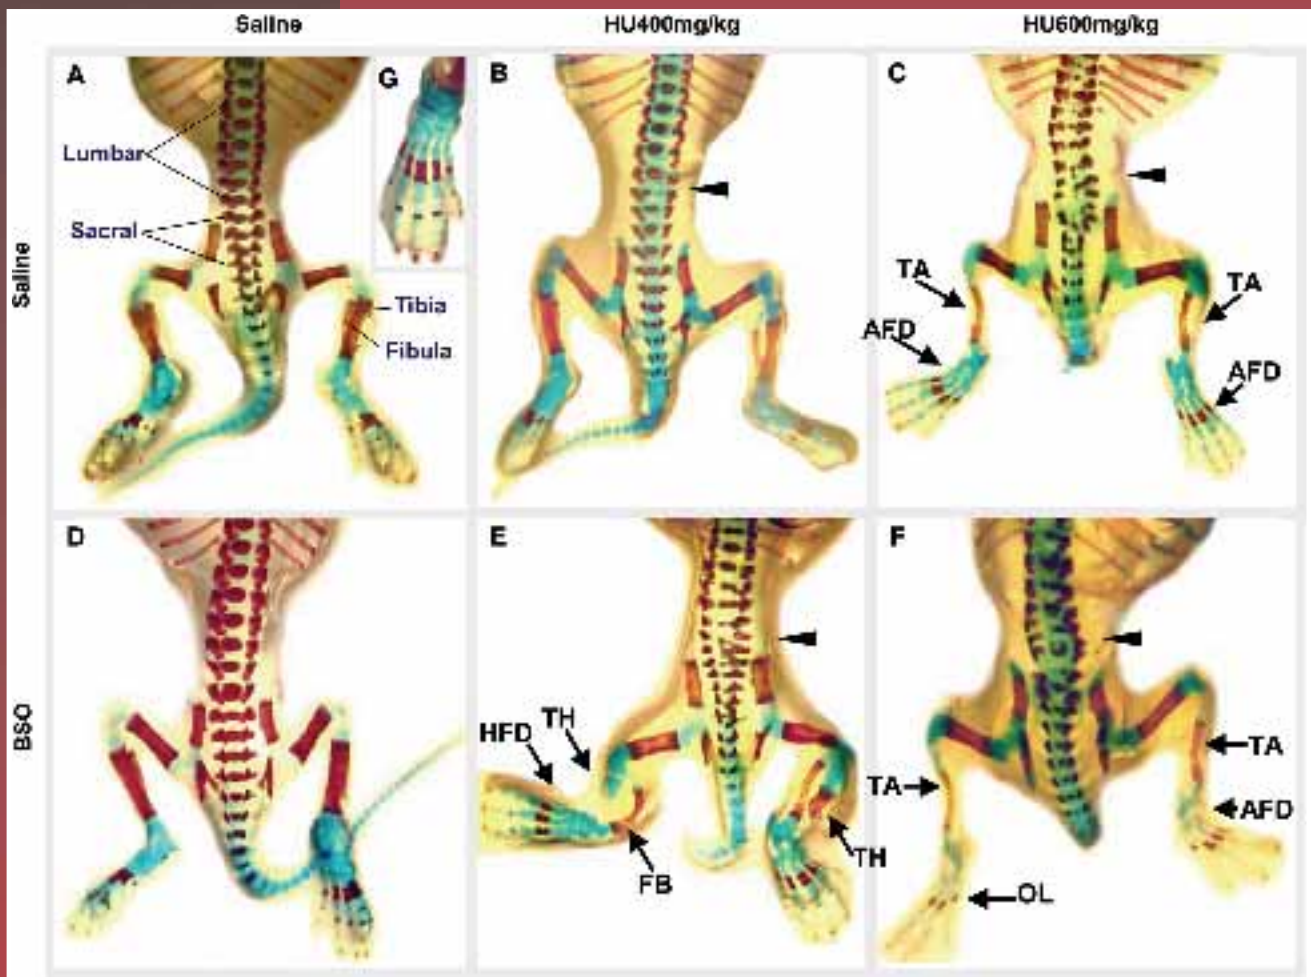 Saline
HU400mg/kg
HU600mg/kg
Saline
A
G
B
C
Lumbar
Sacral
Tibia
Fibula
TA
TA
AFD
AFD
BSO
D
E
F
HFD
TH
FB
TH
TA
TA
AFD
OL